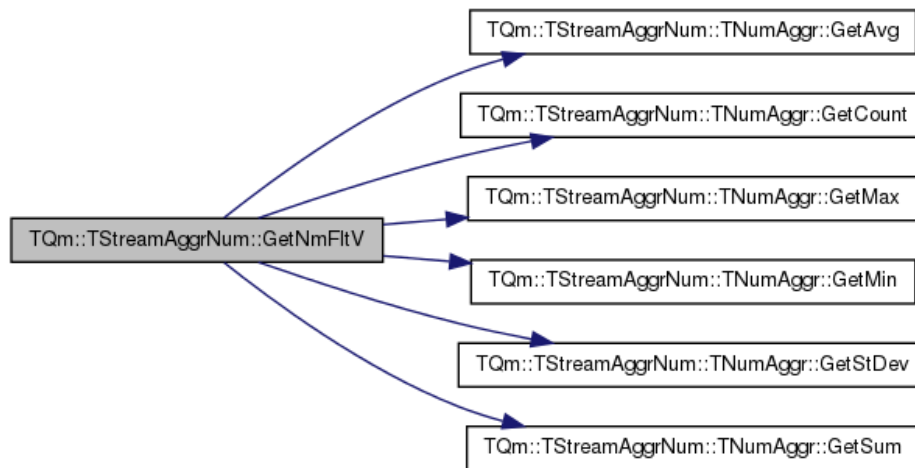 TQm::TStreamAggrNum::TNumAggr::GetAvg
TQm::TStreamAggrNum::TNumAggr::GetCount
TQm::TStreamAggrNum::TNumAggr::GetMax
TQm::TStreamAggrNum::GetNmFltV
TQm::TStreamAggrNum::TNumAggr::GetMin
TQm::TStreamAggrNum::TNumAggr::GetStDev
TQm::TStreamAggrNum::TNumAggr::GetSum